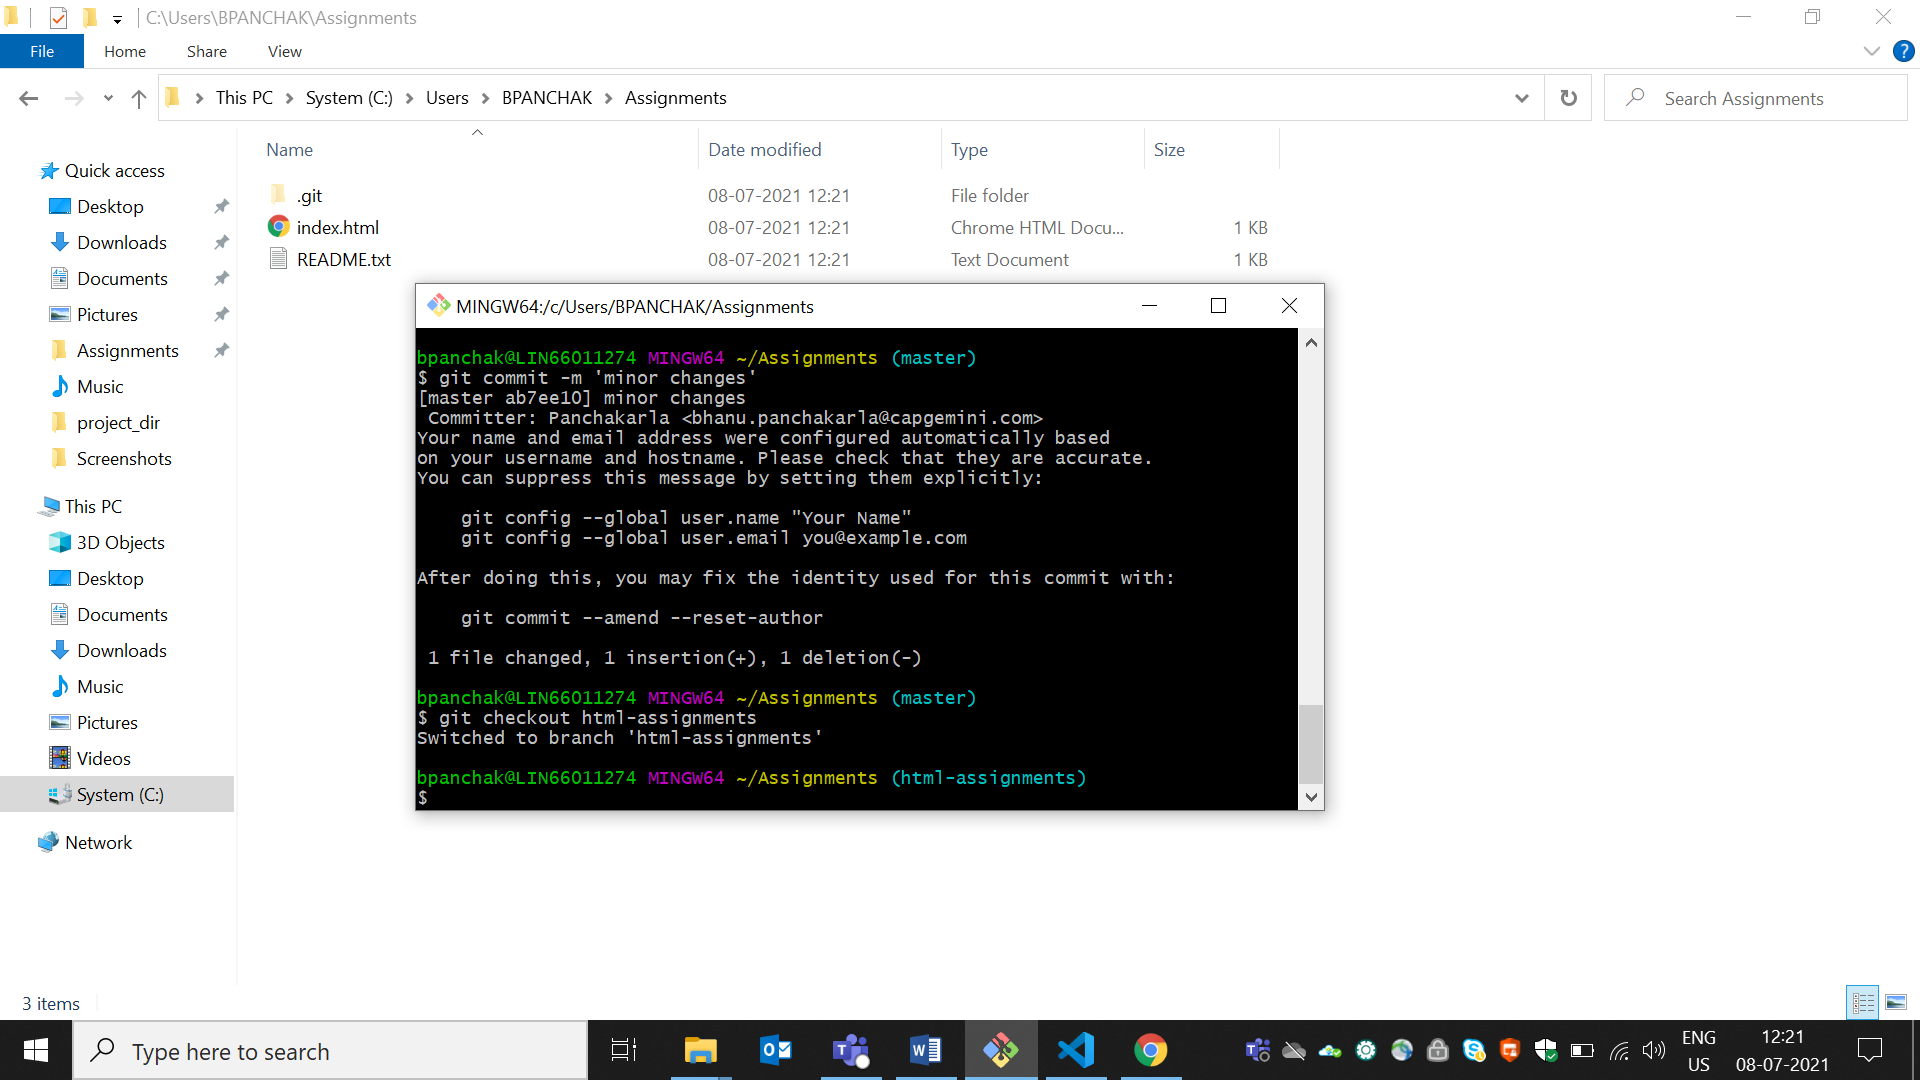 C:\Users\BPANCHAK\Assignments
File Home Share View
This PC System (C:) Users BPANCHAK Assignments
Search Assignments
Name Date modified Type Size
.git 08-07-2021 12:21 File folder
index.html 08-07-2021 12:21 Chrome HTML Docu... 1 KB
README.txt 08-07-2021 12:21 Text Document 1 KB
Quick access
Desktop
Downloads
Documents
Pictures
Assignments
Music
project_dir
Screenshots
This PC
3D Objects
Desktop
Documents
Downloads
Music
Pictures
Videos
System (C:)
Network
MINGW64:/c/Users/BPANCHAK/Assignments
bpanchak@LIN66011274 MINGW64 ~/Assignments (master)
$ git commit -m 'minor changes'
[master ab7ee10] minor changes
Committer: Panchakarla <bhanu.panchakarla@capgemini.com>
Your name and email address were configured automatically based
on your username and hostname. Please check that they are accurate.
You can suppress this message by setting them explicitly:
git config --global user.name "Your Name"
git config --global user.email you@example.com
After doing this, you may fix the identity used for this commit with:
git commit --amend --reset-author
1 file changed, 1 insertion(+), 1 deletion(-)
bpanchak@LIN66011274 MINGW64 ~/Assignments (master)
$ git checkout html-assignments
Switched to branch 'html-assignments'
bpanchak@LIN66011274 MINGW64 ~/Assignments (html-assignments)
$
3 items
Type here to search
ENG
US
12:21
08-07-2021